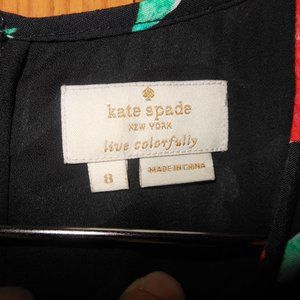 kate spade
NEW YORK
live colorfully
8
MADE IN CHINA